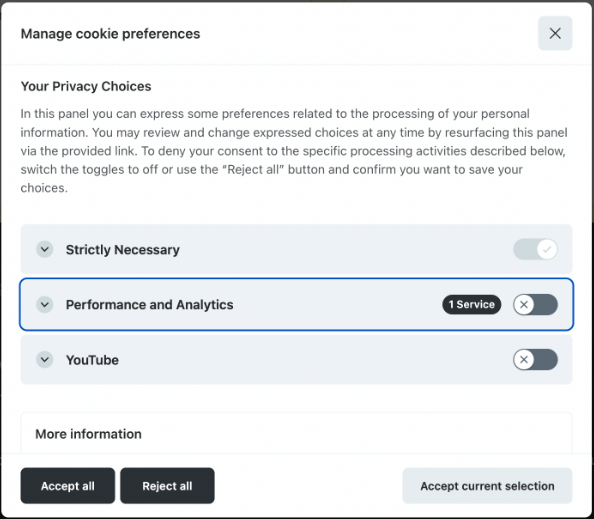 Manage cookie preferences
Your Privacy Choices
In this panel you can express some preferences related to the processing of your personal
information. You may review and change expressed choices at any time by resurfacing this panel
via the provided link. To deny your consent to the specific processing activities described below,
switch the toggles to off or use the “Reject all” button and confirm you want to save your
choices.
Strictly Necessary
Performance and Analytics 1 Service
YouTube
More information
Accept all Reject all Accept current selection